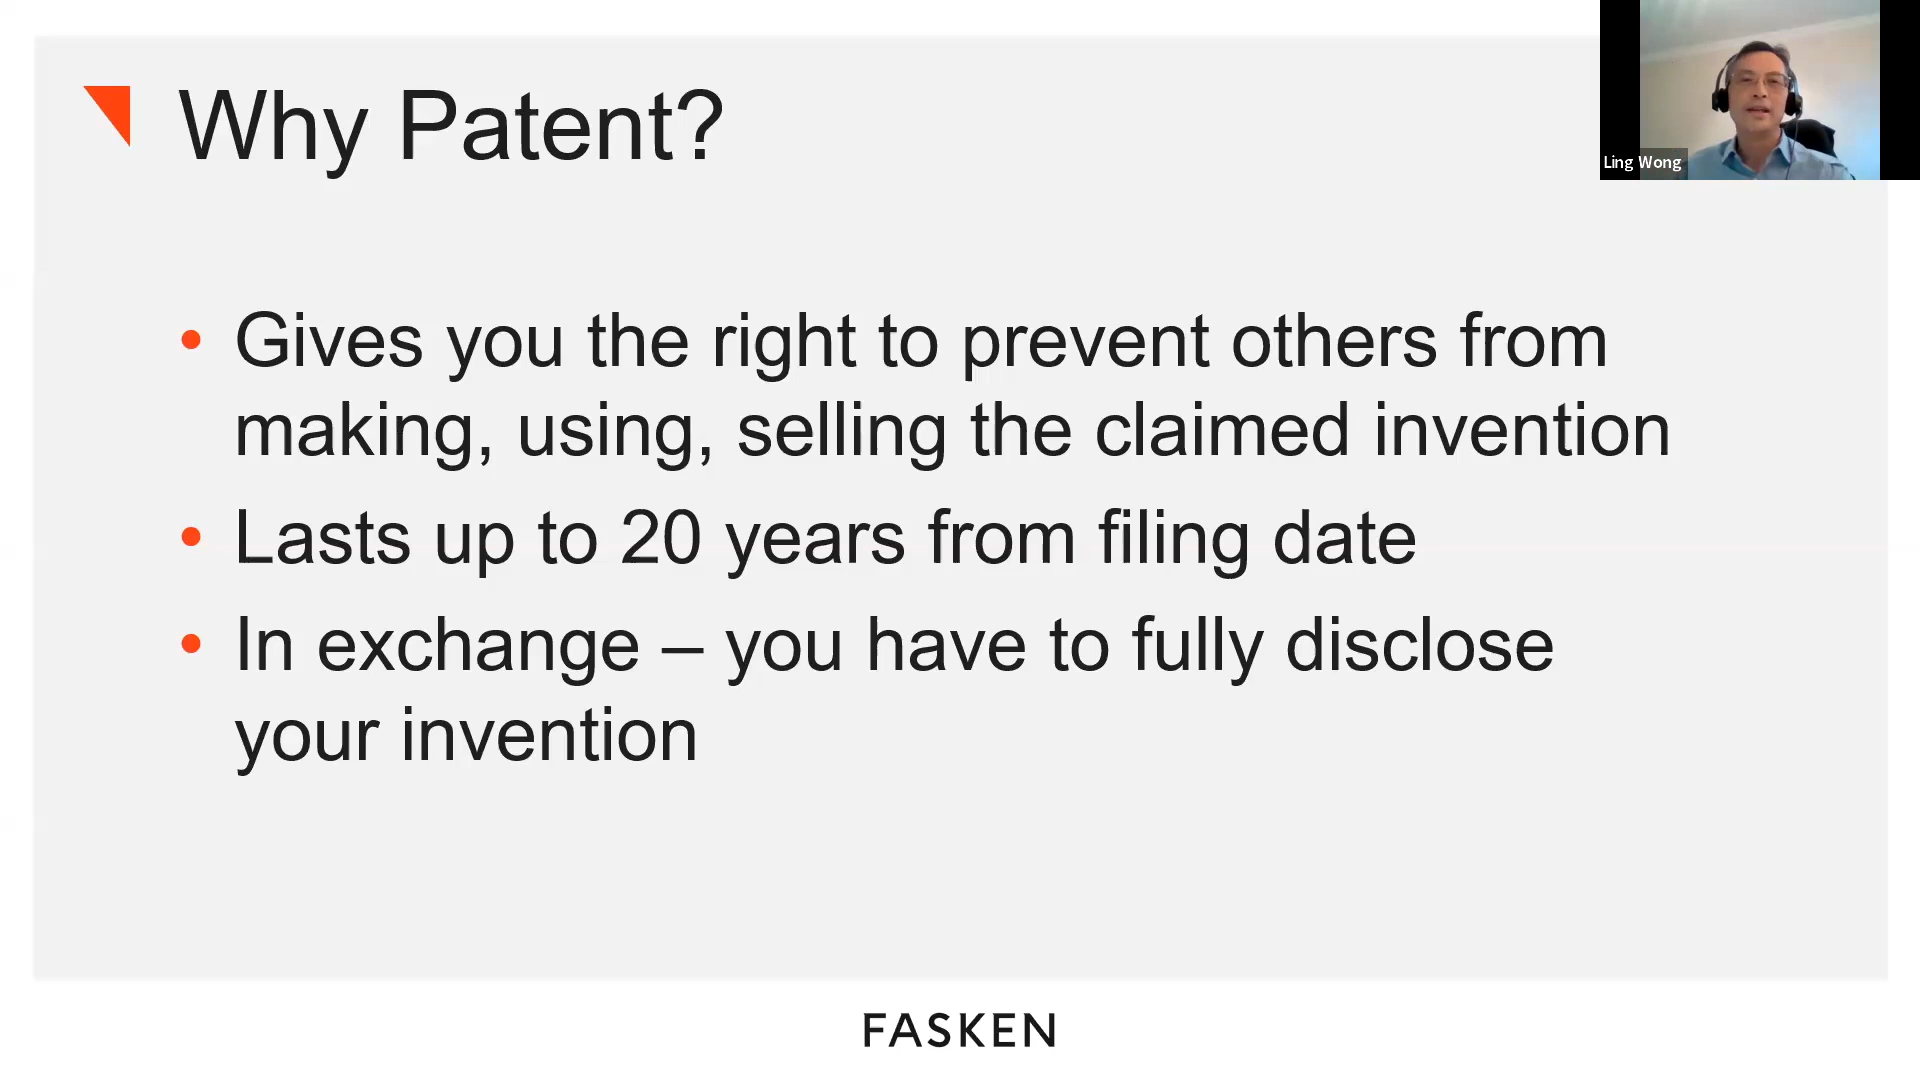 Why Patent?
Ling Wong
• Gives you the right to prevent others from
making, using, selling the claimed invention
• Lasts up to 20 years from filing date
• In exchange – you have to fully disclose
your invention
FASKEN